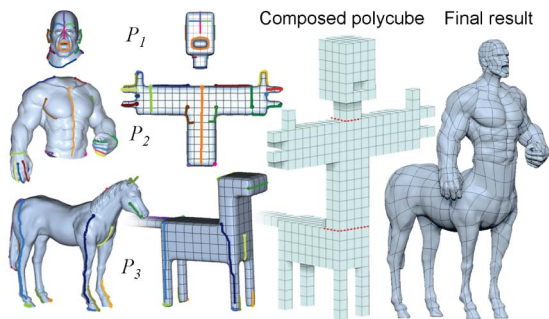 Composed polycube
Final result
P1
P2
P3